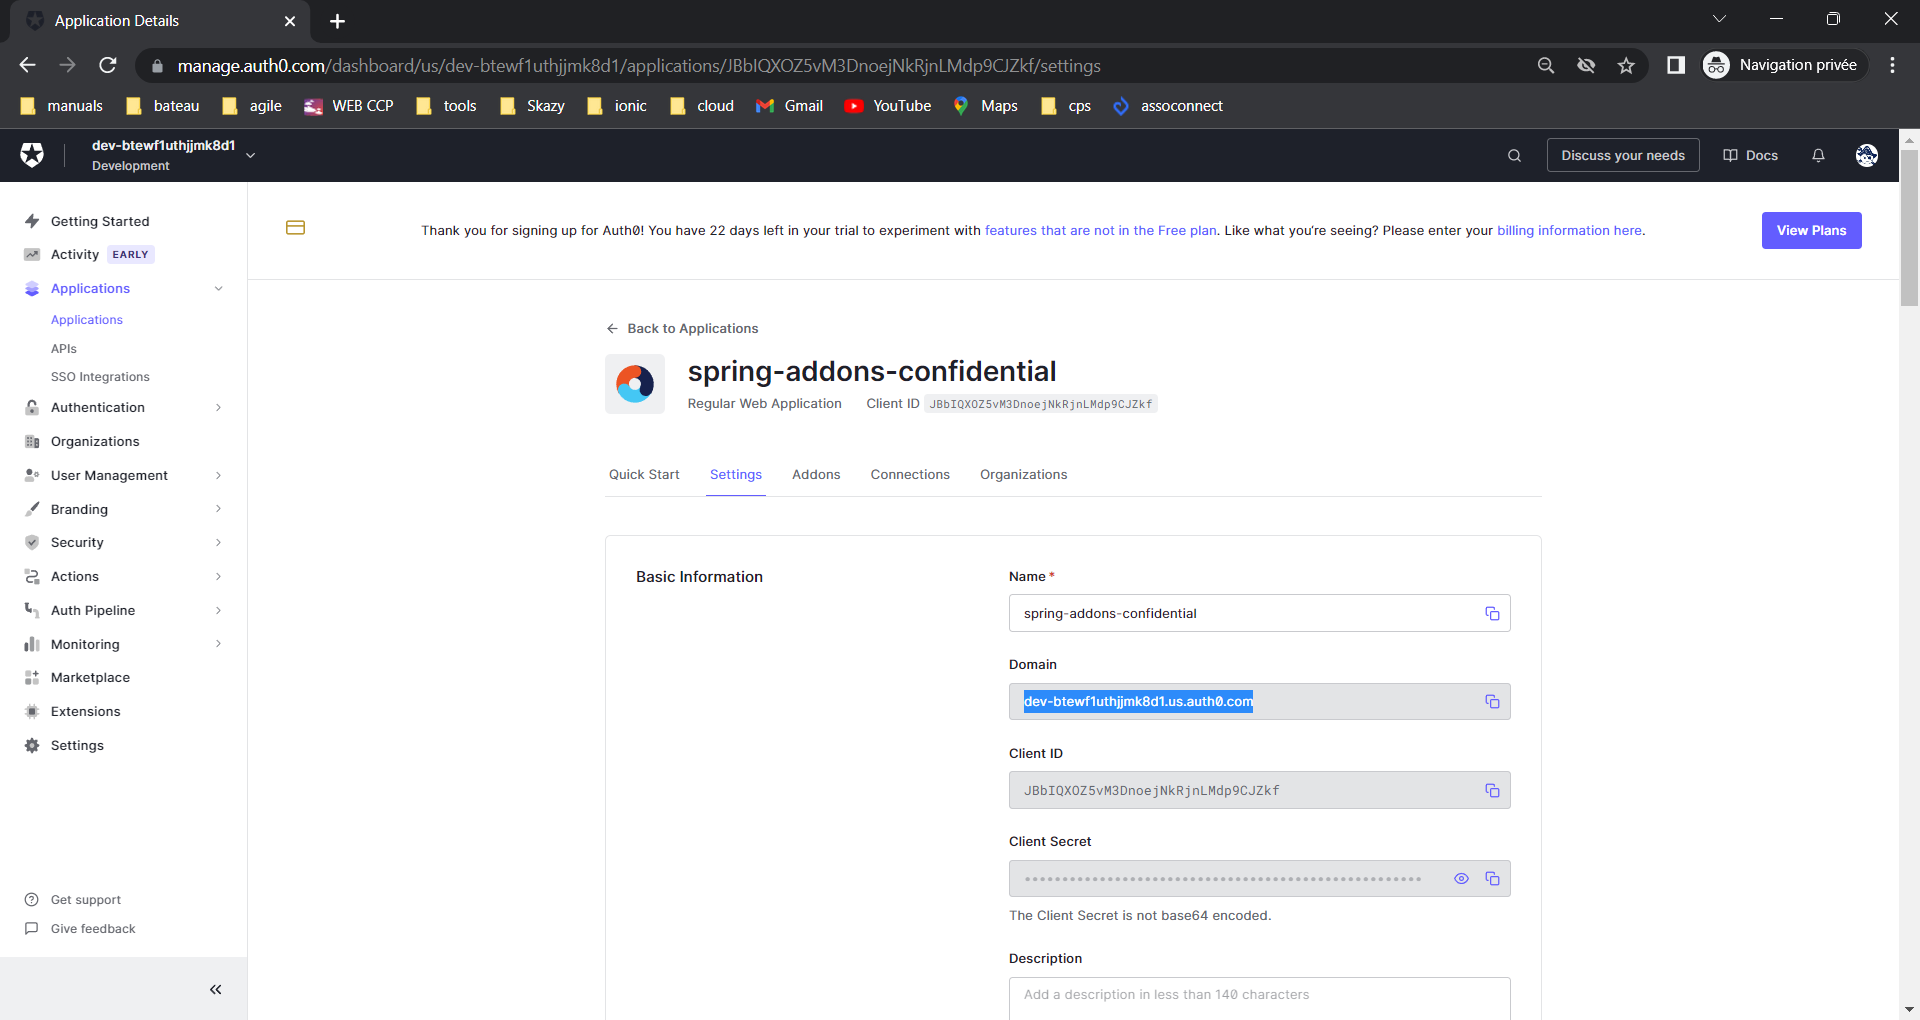 Application Details
manage.auth0.com/dashboard/us/dev-btewf1uthjjmk8d1/applications/JBbIQXOZ5vM3DnoejNkRjnLMdp9CJZkf/settings
Navigation privée
manuals
bateau
agile
WEB CCP
tools
Skazy
ionic
cloud
Gmail
YouTube
Maps
cps
assoconnect
dev-btewf1uthjjmk8d1
Development
Discuss your needs
Docs
Getting Started
Activity EARLY
Applications
Applications
APIs
SSO Integrations
Authentication
Organizations
User Management
Branding
Security
Actions
Auth Pipeline
Monitoring
Marketplace
Extensions
Settings
Get support
Give feedback
Thank you for signing up for Auth0! You have 22 days left in your trial to experiment with features that are not in the Free plan. Like what you're seeing? Please enter your billing information here.
View Plans
Back to Applications
spring-addons-confidential
Regular Web Application Client ID JBbIQXOZ5vM3DnoejNkRjnLMdp9CJZkf
Quick Start Settings Addons Connections Organizations
Basic Information
Name *
spring-addons-confidential
Domain
dev-btewf1uthjjmk8d1.us.auth0.com
Client ID
JBbIQXOZ5vM3DnoejNkRjnLMdp9CJZkf
Client Secret
The Client Secret is not base64 encoded.
Description
Add a description in less than 140 characters